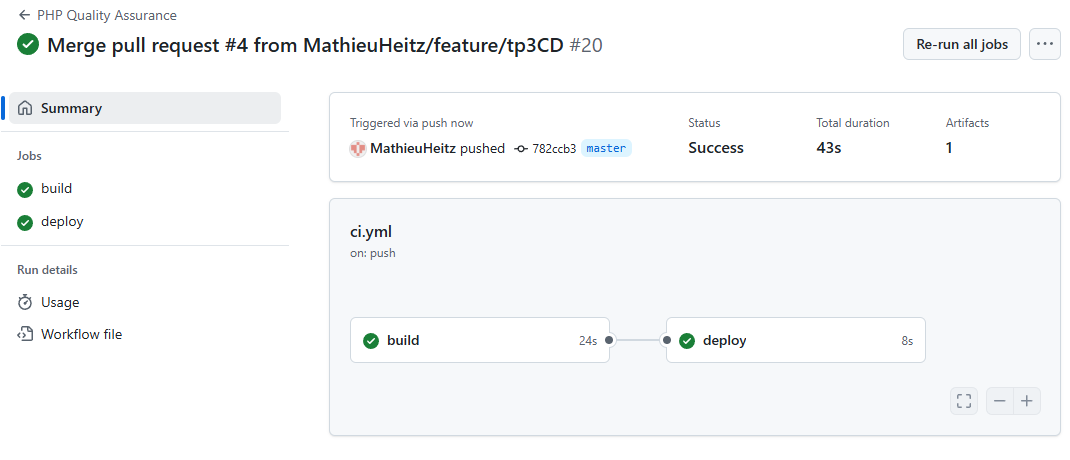 PHP Quality Assurance
Merge pull request #4 from MathieuHeitz/feature/tp3CD #20
Re-run all jobs
Summary
Jobs
build
deploy
Run details
Usage
Workflow file
Triggered via push now
MathieuHeitz pushed 782ccb3 master
Status
Success
Total duration
43s
Artifacts
1
ci.yml
on: push
build 24s
deploy 8s